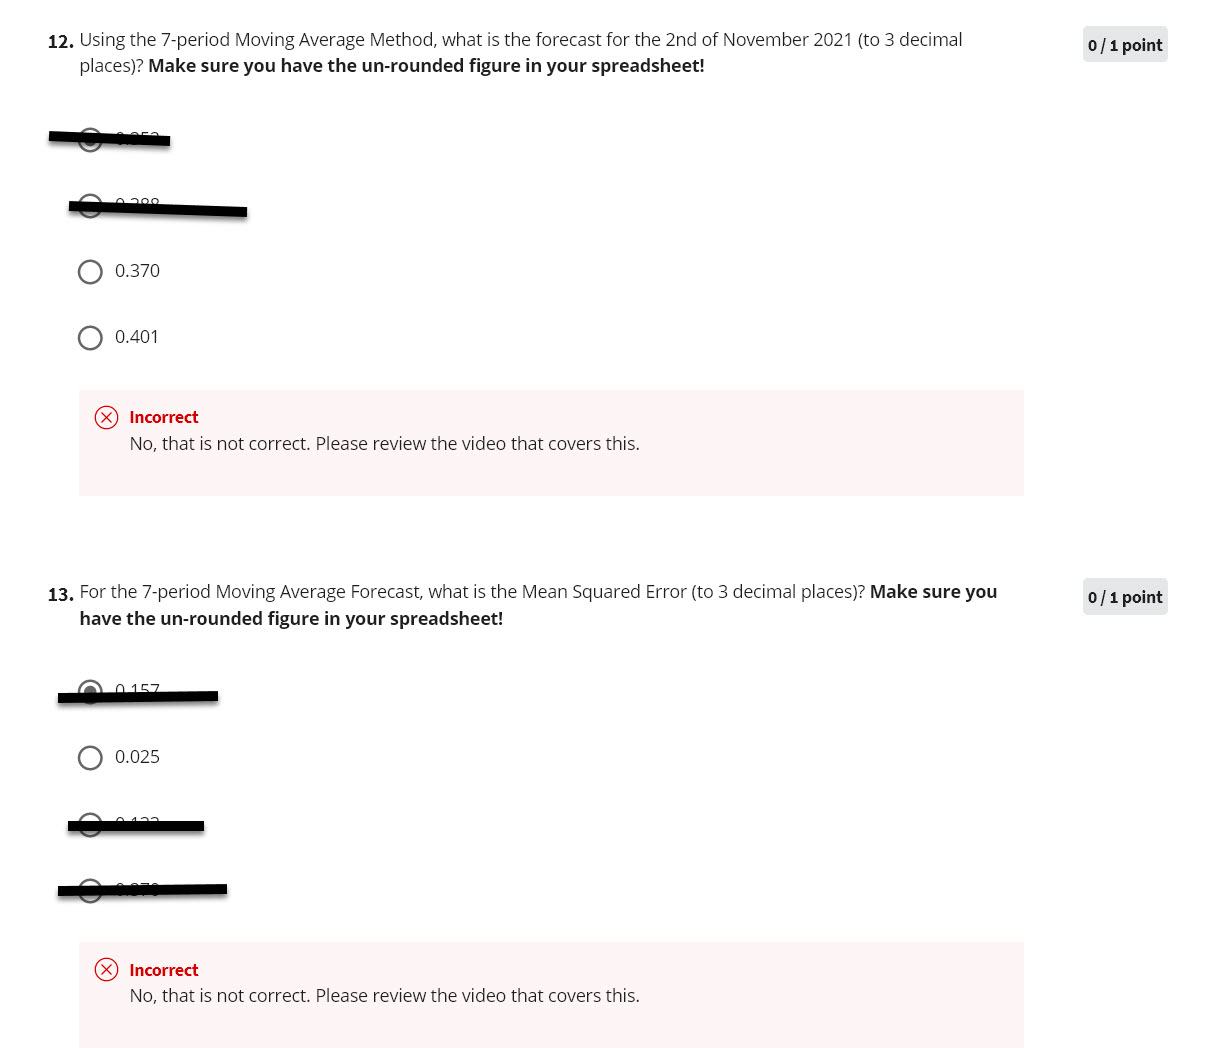 12. Using the 7-period Moving Average Method, what is the forecast for the 2nd of November 2021 (to 3 decimal
0 / 1 point
places)? Make sure you have the un-rounded figure in your spreadsheet!
0.370
0.401
Incorrect
No, that is not correct. Please review the video that covers this.
13. For the 7-period Moving Average Forecast, what is the Mean Squared Error (to 3 decimal places)? Make sure you
0 / 1 point
have the un-rounded figure in your spreadsheet!
0.157
0.025
Incorrect
No, that is not correct. Please review the video that covers this.